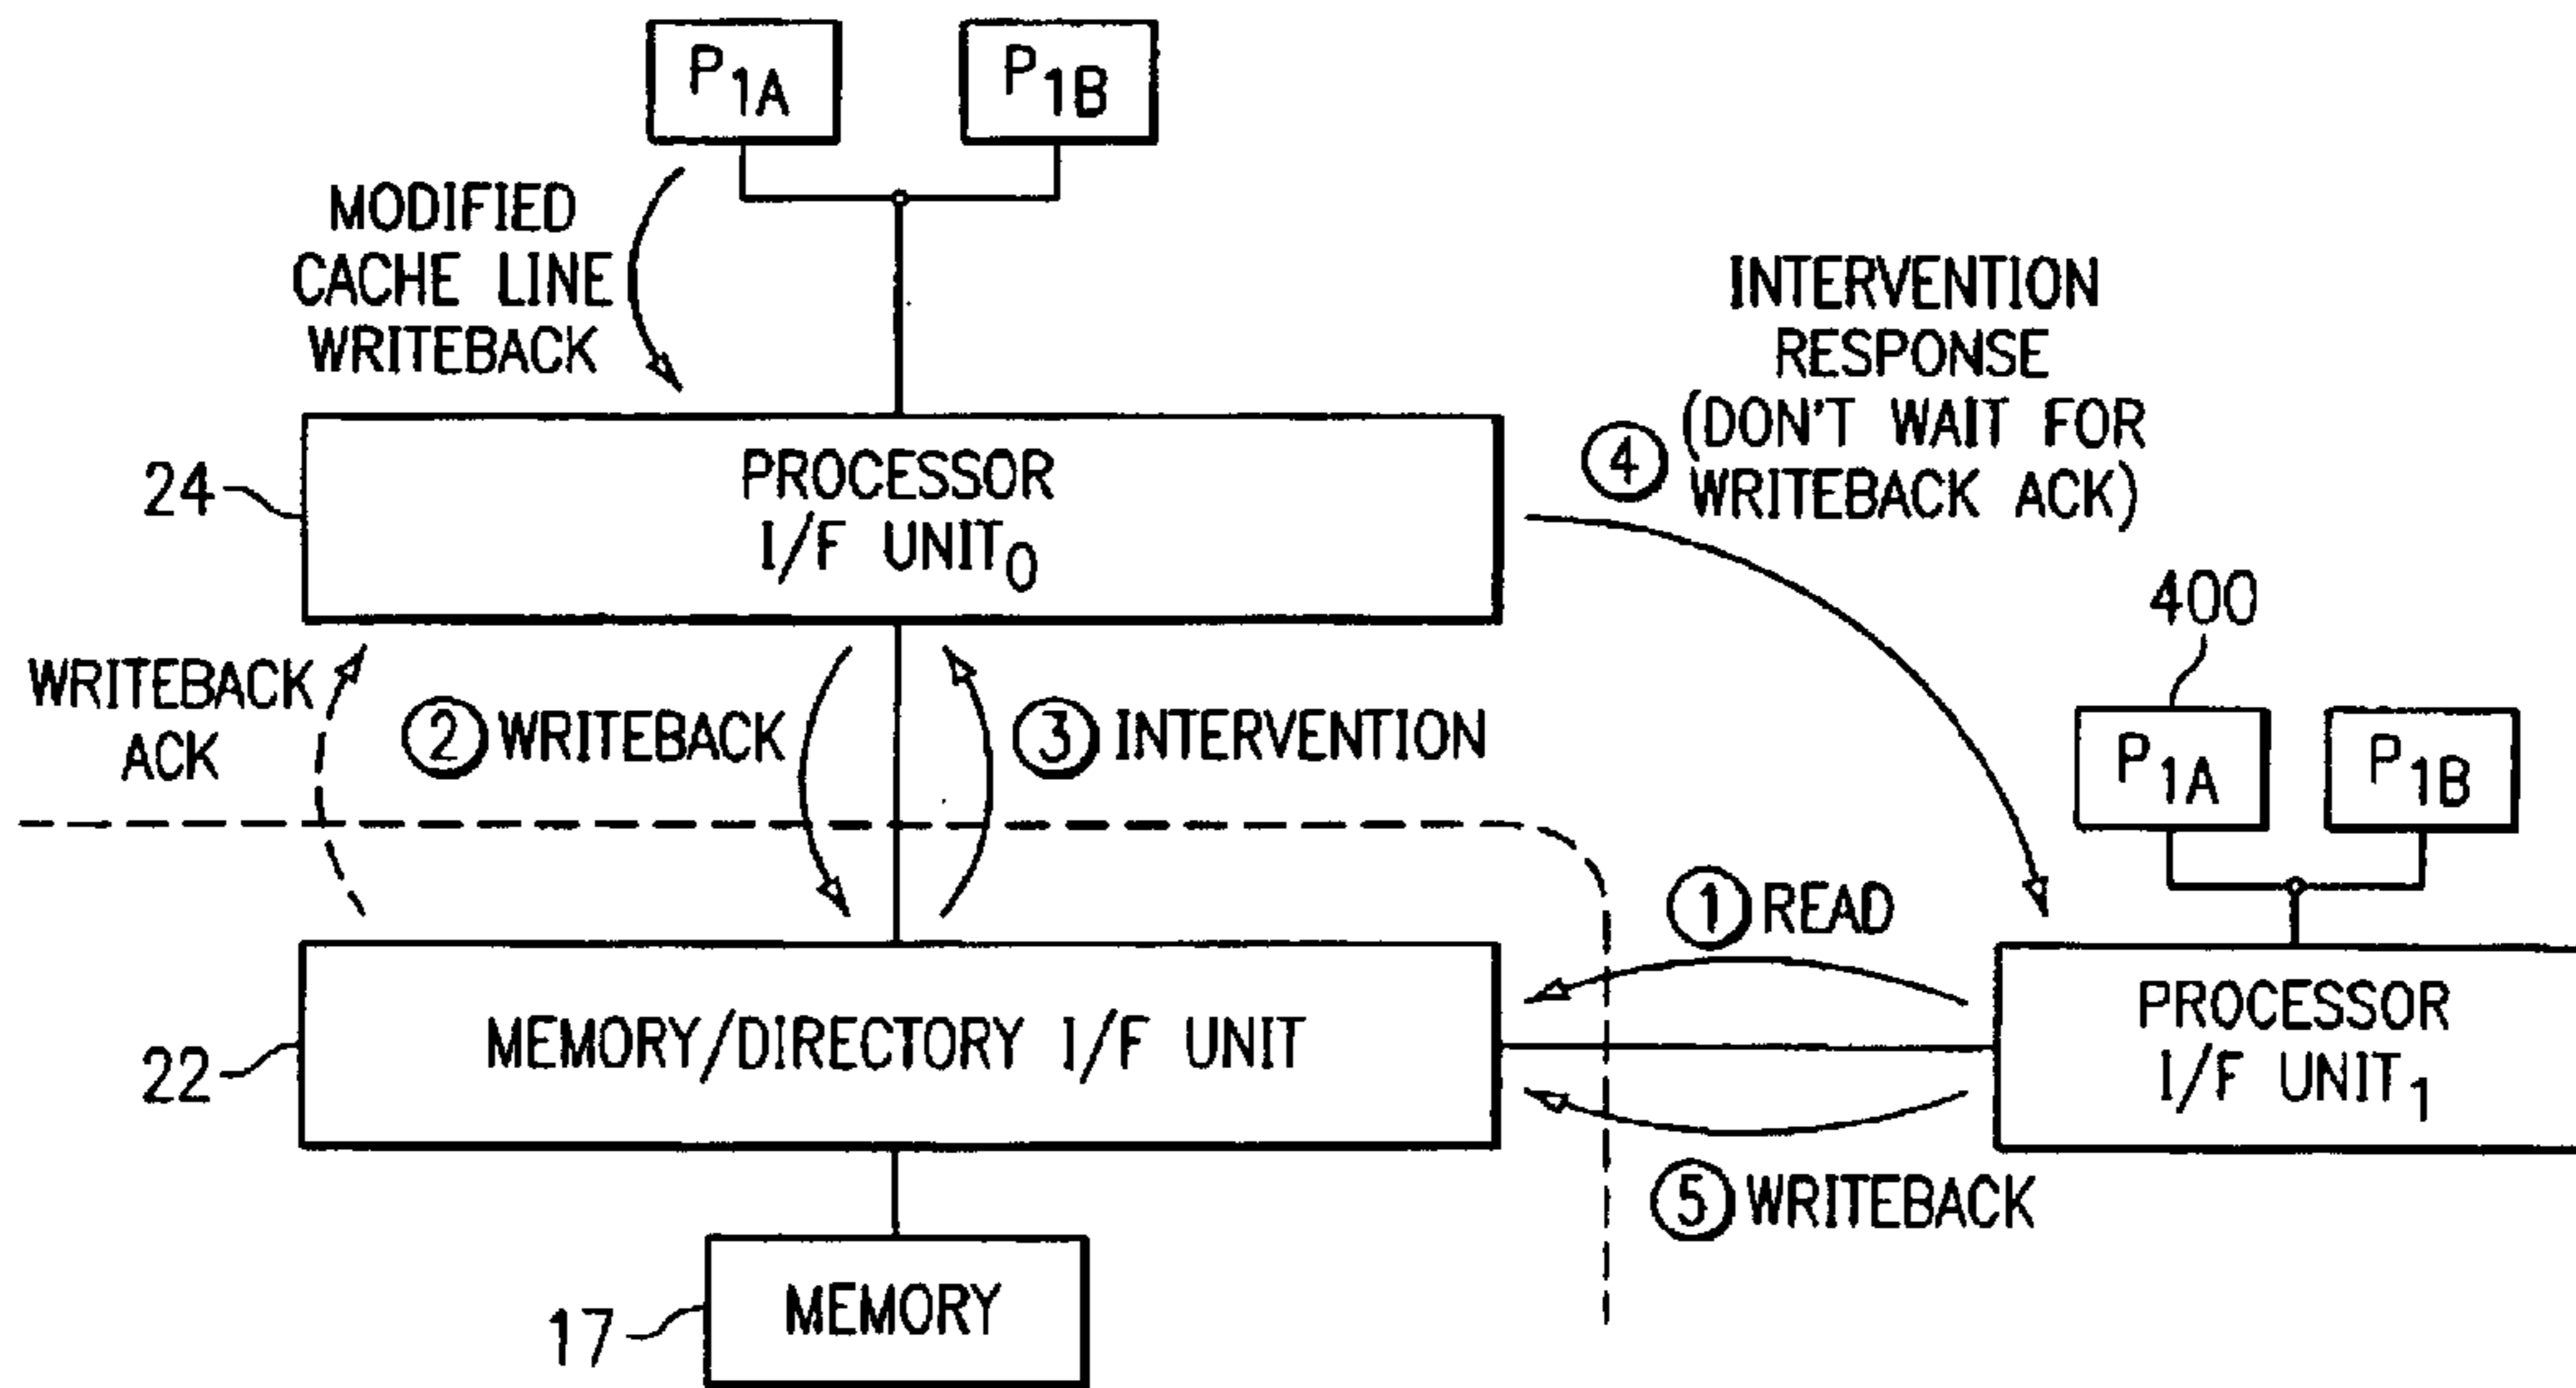 P1A
P1B
MODIFIED
CACHE LINE
WRITEBACK
INTERVENTION
RESPONSE
(DON'T WAIT FOR
④ WRITEBACK ACK)
24
PROCESSOR
I/F UNIT0
400
WRITEBACK
ACK
② WRITEBACK
③ INTERVENTION
P1A
P1B
① READ
22
MEMORY/DIRECTORY I/F UNIT
PROCESSOR
I/F UNIT1
⑤ WRITEBACK
17
MEMORY